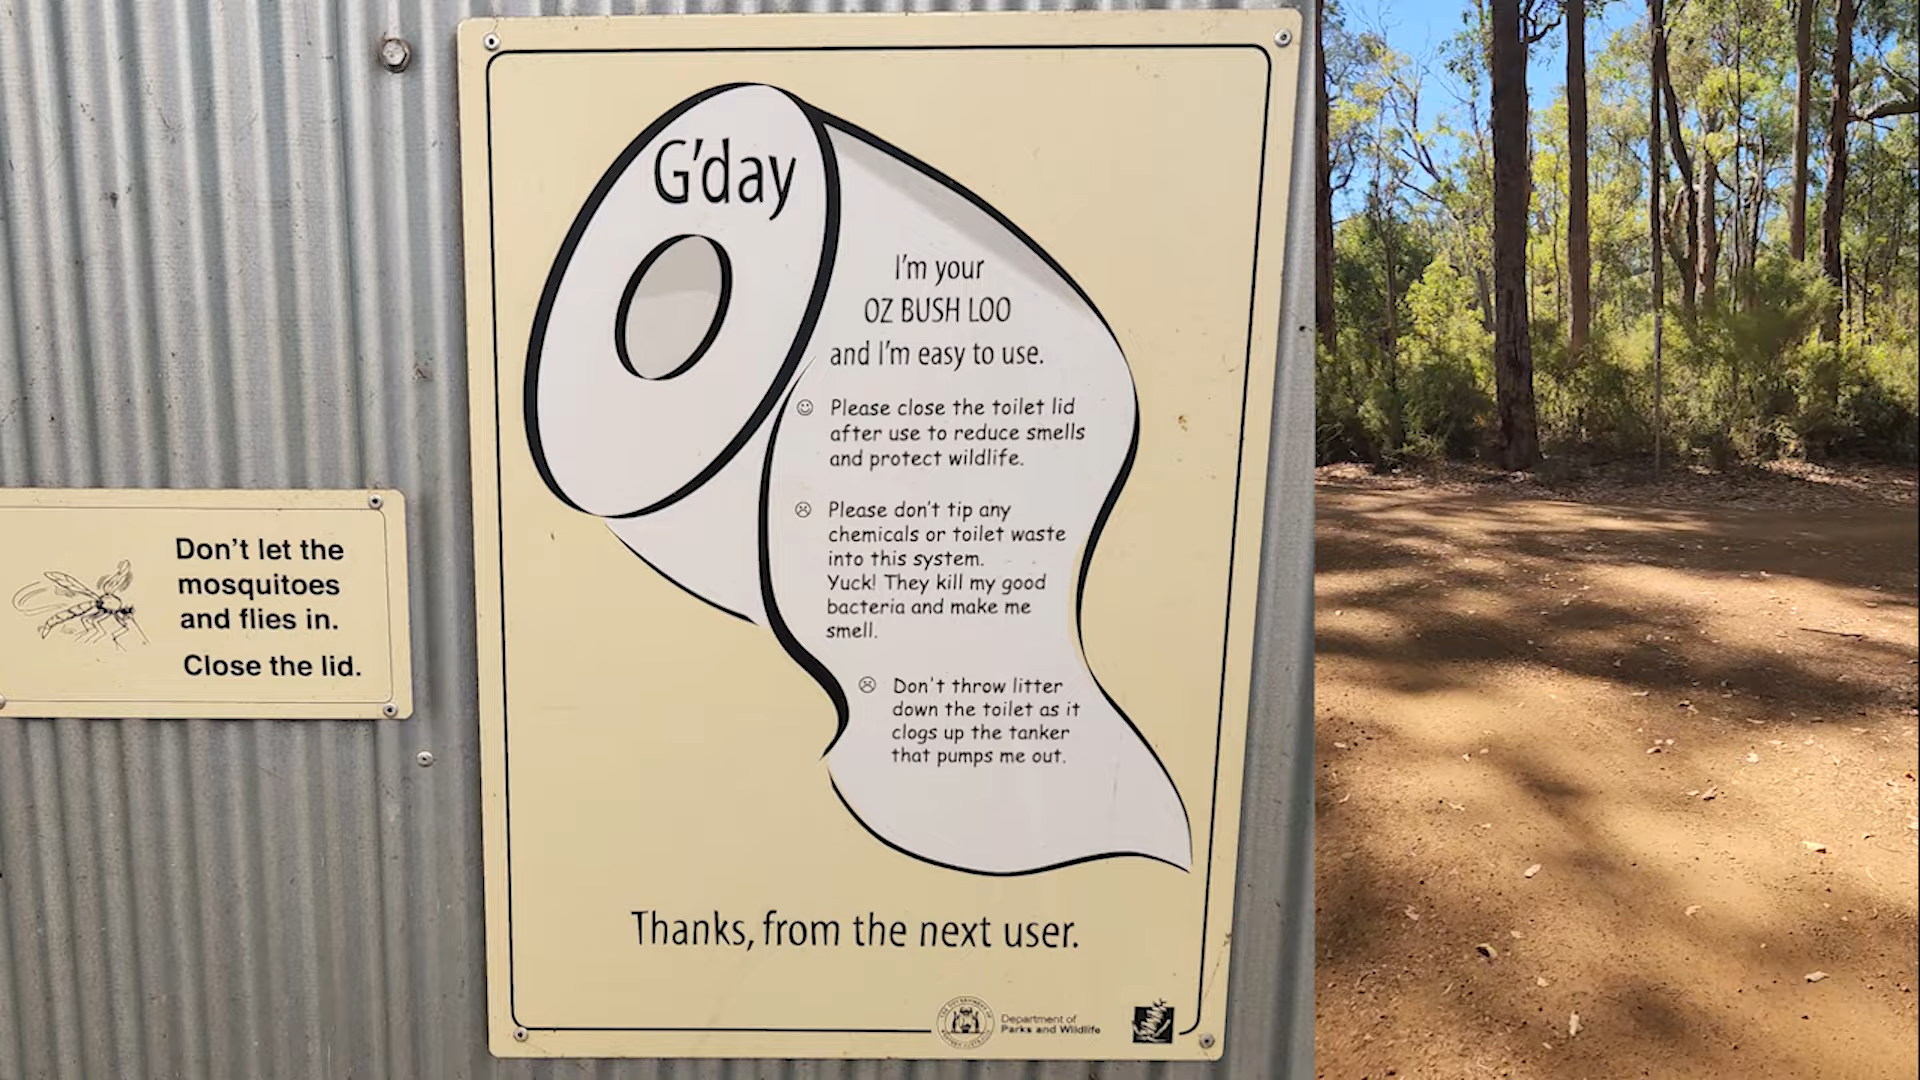 Don't let the
mosquitoes
and flies in.
Close the lid.
G'day
I'm your
OZ BUSH LOO
and I'm easy to use.
Please close the toilet lid
after use to reduce smells
and protect wildlife.
Please don't tip any
chemicals or toilet waste
into this system.
Yuck! They kill my good
bacteria and make me
smell.
Don't throw litter
down the toilet as it
clogs up the tanker
that pumps me out.
Thanks, from the next user.
Department of
Parks and Wildlife